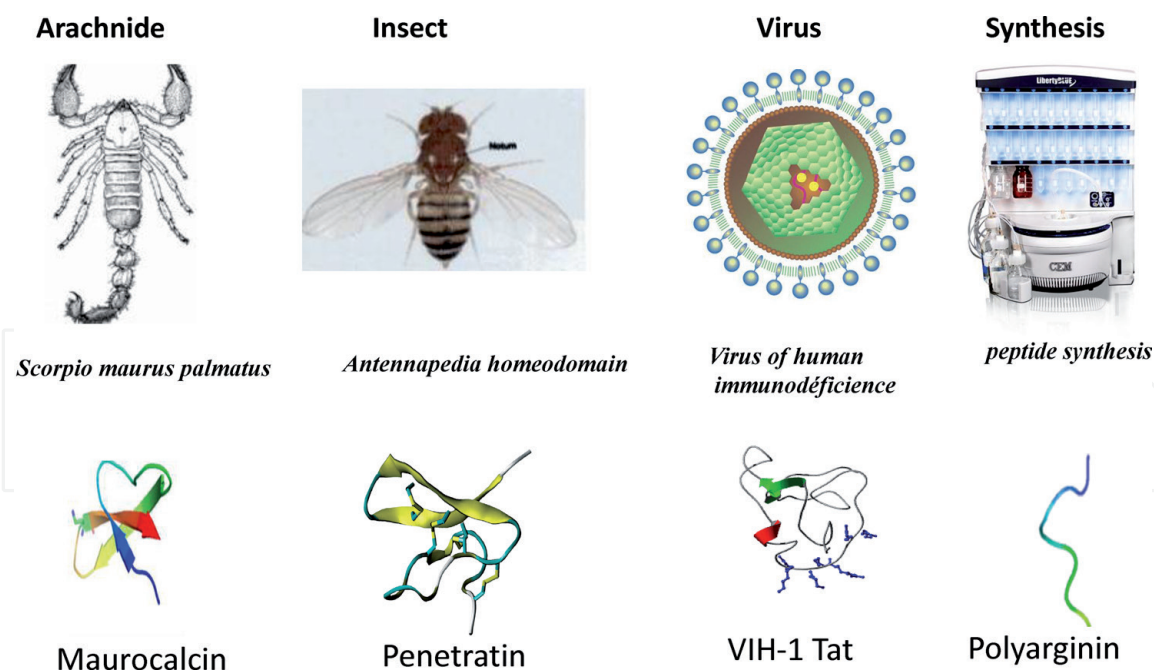 Arachnide
Insect
Virus
Synthesis
Notum
LibertyBLUE
CEM
Scorpio maurus palmatus
Antennapedia homeodomain
Virus of human
immunodéficience
peptide synthesis
Maurocalcin
Penetratin
VIH-1 Tat
Polyarginin